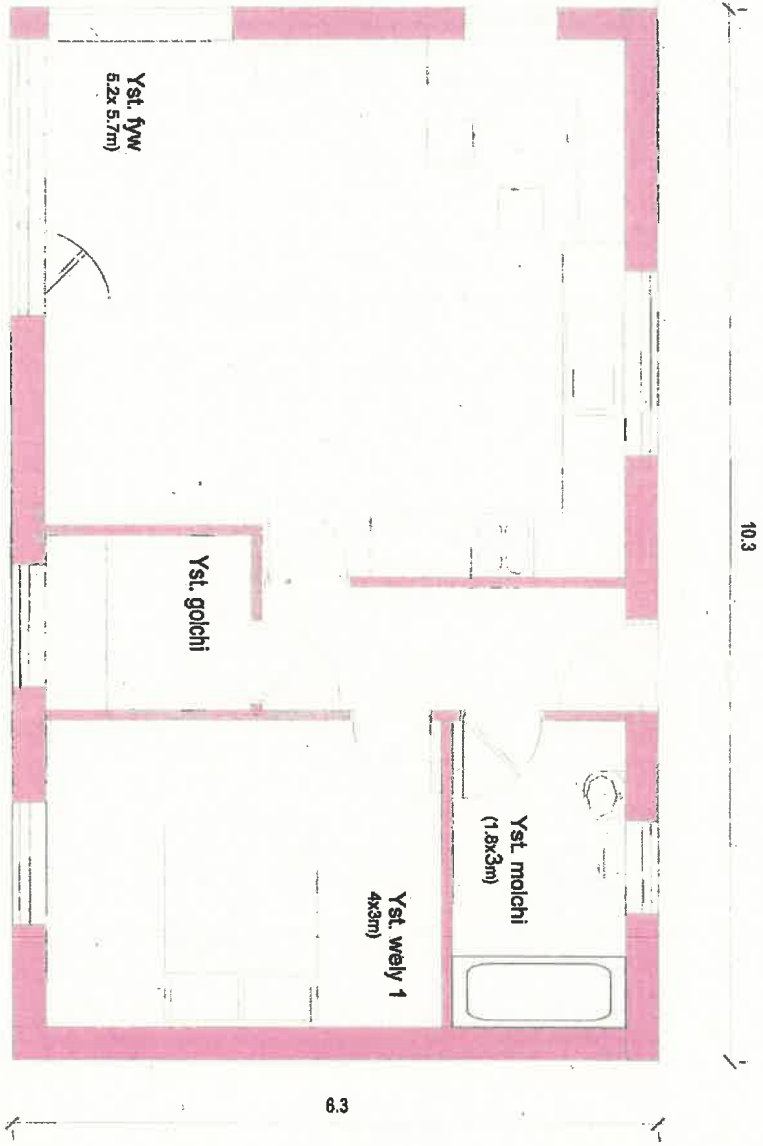 Yst. fyw
5.2x 5.7m)
10.3
Yst. golchi
Yst. molchi
(1.8x3m)
Yst. wely 1
4x3m)
6.3